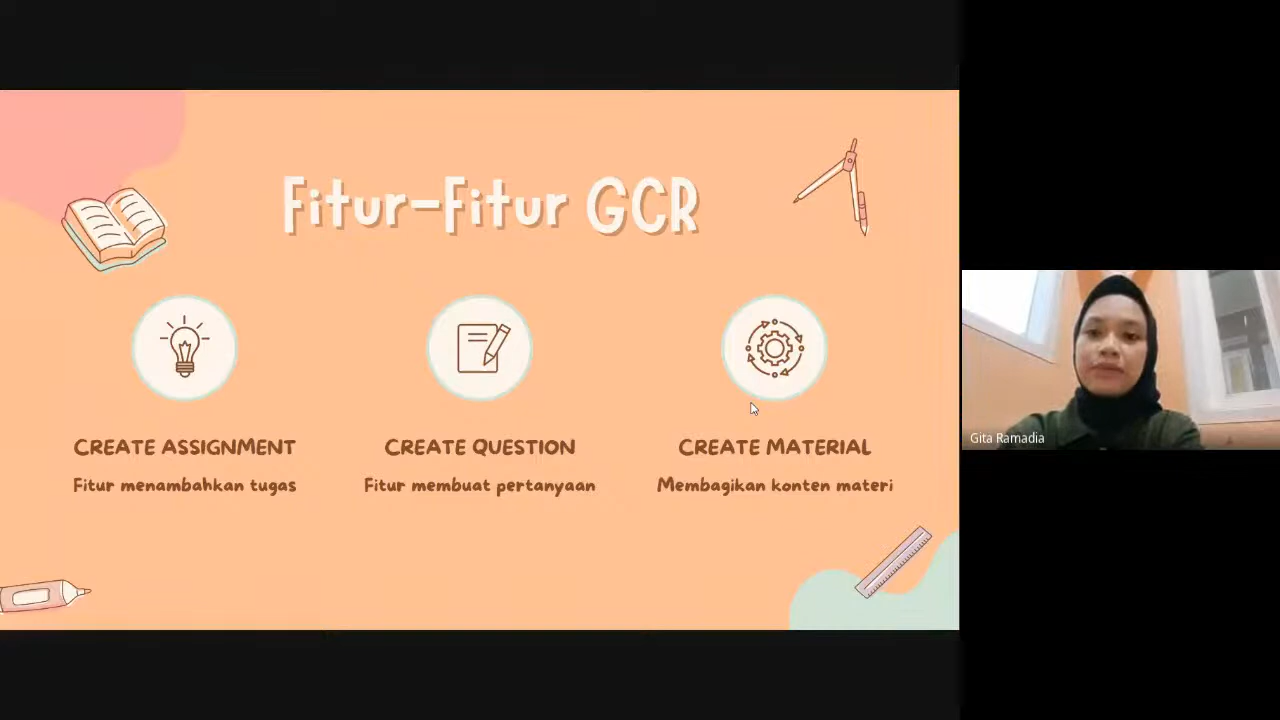 Fitur-Fitur GCR
CREATE ASSIGNMENT
Fitur menambahkan tugas
CREATE QUESTION
Fitur membuat pertanyaan
CREATE MATERIAL
Membagikan konten materi
Gita Ramadia